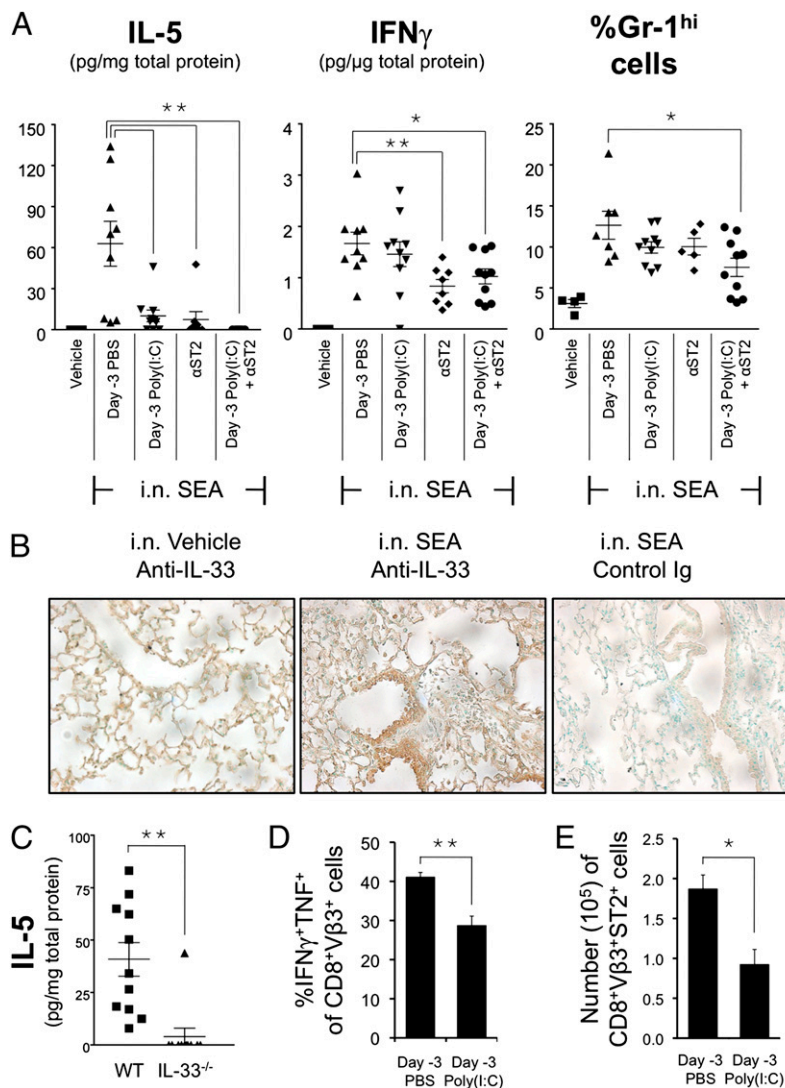 A
IL-5
(pg/mg total protein)
**
150
120
90
60
30
0
Vehicle
Day -3 PBS
Day -3 Poly(I:C)
αST2
Day -3 Poly(I:C)
+ αST2
i.n. SEA
IFNγ
(pg/µg total protein)
*
**
4
3
2
1
0
Vehicle
Day -3 PBS
Day -3 Poly(I:C)
αST2
Day -3 Poly(I:C)
+ αST2
i.n. SEA
%Gr-1hi
cells
*
25
20
15
10
5
0
Vehicle
Day -3 PBS
Day -3 Poly(I:C)
αST2
Day -3 Poly(I:C)
+ αST2
i.n. SEA
B
i.n. Vehicle
Anti-IL-33
i.n. SEA
Anti-IL-33
i.n. SEA
Control Ig
C
IL-5
(pg/mg total protein)
**
100
75
50
25
0
WT
IL-33-/-
D
%IFNγ+TNF+
of CD8+Vβ3+ cells
**
50
40
30
20
10
0
Day -3
PBS
Day -3
Poly(I:C)
E
Number (105) of
CD8+Vβ33+ST2+ cells
*
2.5
2.0
1.5
1.0
0.5
0.0
Day -3
PBS
Day -3
Poly(I:C)